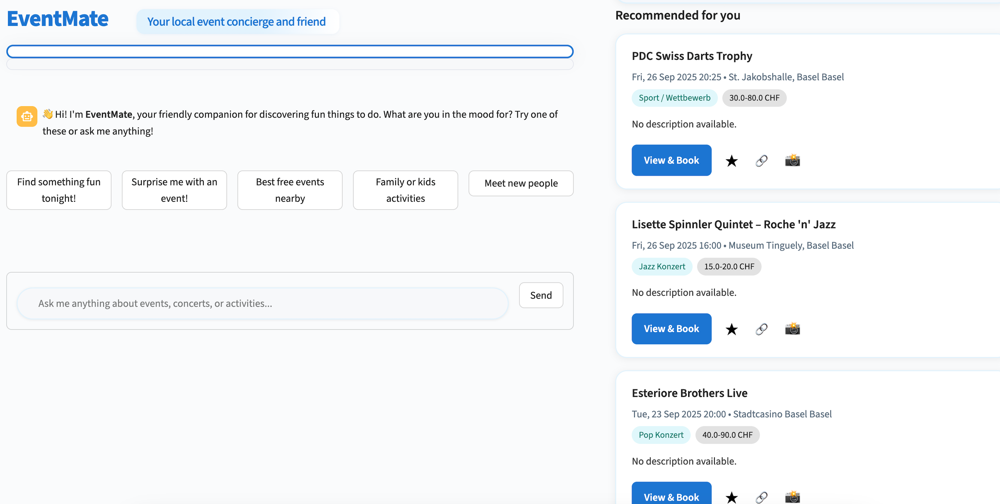 EventMate
Your local event concierge and friend
👋 Hi! I'm EventMate, your friendly companion for discovering fun things to do. What are you in the mood for? Try one of
these or ask me anything!
Find something fun
tonight!
Surprise me with an
event!
Best free events
nearby
Family or kids
activities
Meet new people
Ask me anything about events, concerts, or activities...
Send
Recommended for you
PDC Swiss Darts Trophy
Fri, 26 Sep 2025 20:25 • St. Jakobshalle, Basel Basel
Sport / Wettbewerb
30.0-80.0 CHF
No description available.
View & Book
Lisette Spinnler Quintet – Roche 'n' Jazz
Fri, 26 Sep 2025 16:00 • Museum Tinguely, Basel Basel
Jazz Konzert
15.0-20.0 CHF
No description available.
View & Book
Esteriore Brothers Live
Tue, 23 Sep 2025 20:00 • Stadtcasino Basel Basel
Pop Konzert
40.0-90.0 CHF
No description available.
View & Book